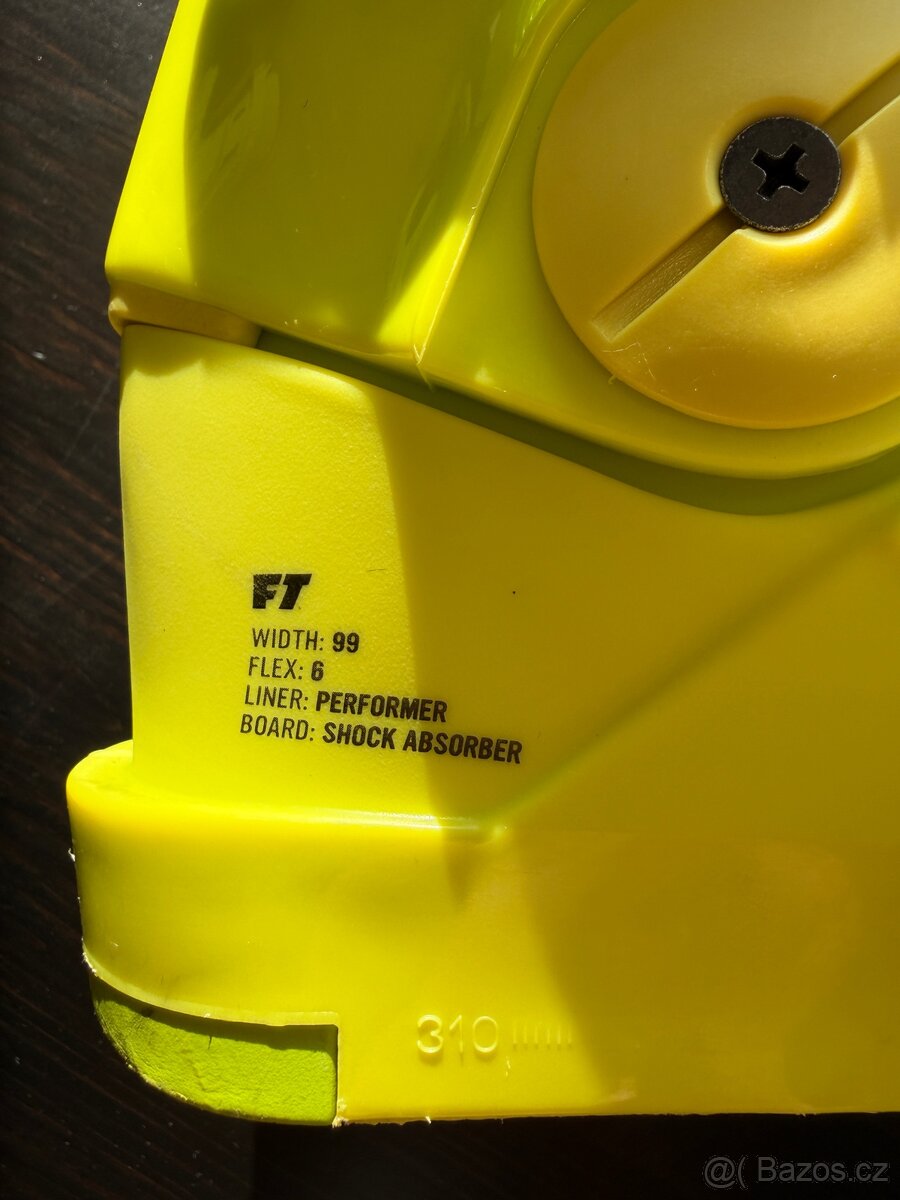 FT
WIDTH: 99
FLEX: 6
LINER: PERFORMER
BOARD: SHOCK ABSORBER
310
@( Bazos.cz